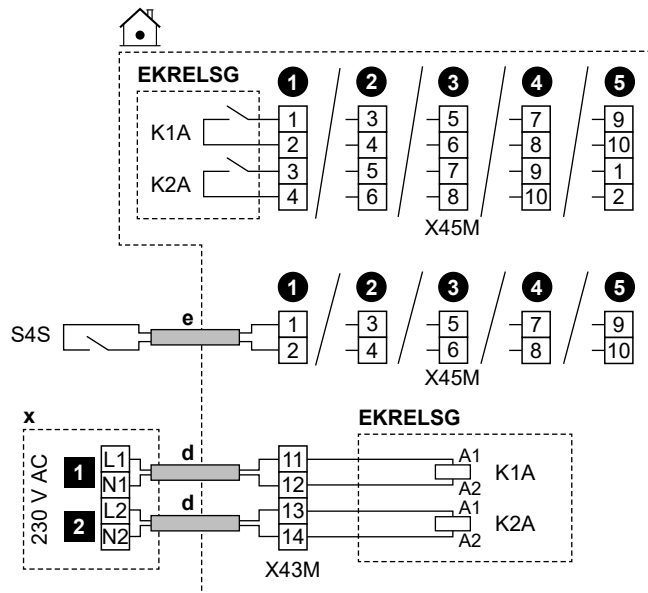 EKRELSG 1 2 3 4 5
K1A 1 3 5 7 9
2 4 6 8 10
K2A 3 5 7 9 1
4 6 8 10 2
X45M
1 2 3 4 5
S4S e 1 3 5 7 9
2 4 6 8 10
X45M
x EKRELSG
230 V AC
1 L1 d 11 A1
N1 12 A2 K1A
2 L2 d 13 A1
N2 14 A2 K2A
X43M